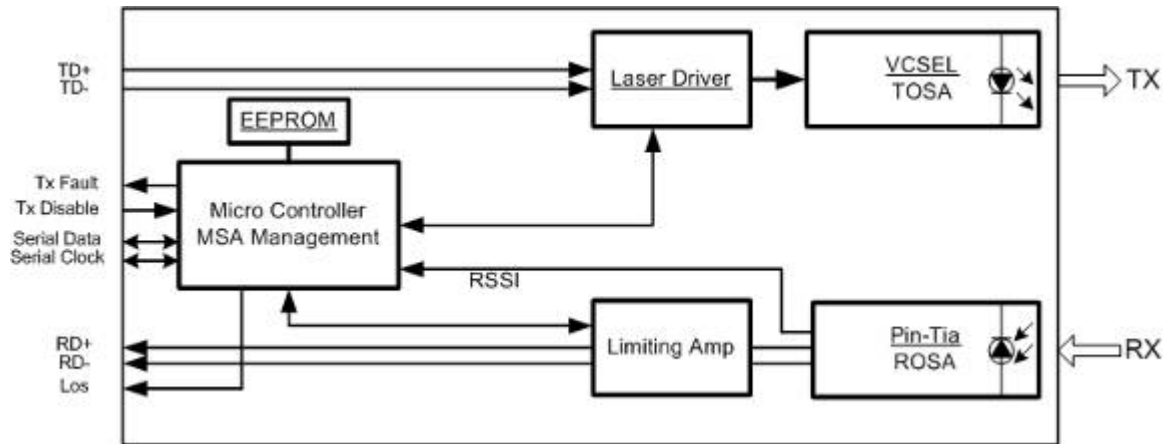 TD+
TD-
Laser Driver
VCSEL
TOSA
TX
EEPROM
Tx Fault
Tx Disable
Serial Data
Serial Clock
Micro Controller
MSA Management
RSSI
RD+
RD-
Los
Limiting Amp
Pin-Tia
ROSA
RX